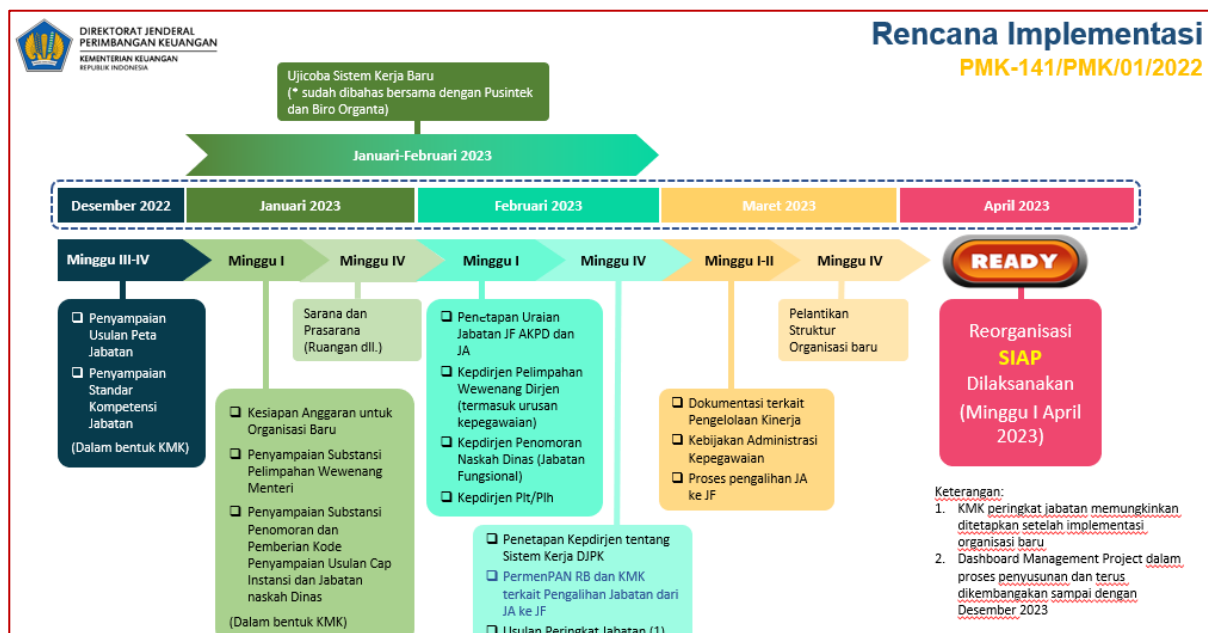 DIREKTORAT JENDERAL
PERIMBANGAN KEUANGAN
KEMENTERIAN KEUANGAN
REPUBLIK INDONESIA
Rencana Implementasi
PMK-141/PMK/01/2022
Ujicoba Sistem Kerja Baru
(* sudah dibahas bersama dengan Pusintek
dan Biro Organta)
Januari-Februari 2023
Desember 2022
Januari 2023
Februari 2023
Maret 2023
April 2023
Minggu III-IV
Minggu I
Minggu IV
Minggu I
Minggu IV
Minggu I-II
Minggu IV
READY
Penyampaian
Usulan Peta
Jabatan
Penyampaian
Standar
Kompetensi
Jabatan
(Dalam bentuk KMK)
Kesiapan Anggaran untuk
Organisasi Baru
Penyampaian Substansi
Pelimpahan Wewenang
Menteri
Penyampaian Substansi
Penomoran dan
Pemberian Kode
Penyampaian Usulan Cap
Instansi dan Jabatan
naskah Dinas
(Dalam bentuk KMK)
Sarana dan
Prasarana
(Ruangan dll.)
Penetapan Uraian
Jabatan JF AKPD dan
JA
Kepdirjen Pelimpahan
Wewenang Dirjen
(termasuk urusan
kepegawaian)
Kepdirjen Penomoran
Naskah Dinas (Jabatan
Fungsional)
Kepdirjen Plt/Plh
Penetapan Kepdirjen tentang
Sistem Kerja DJPK
PermenPAN RB dan KMK
terkait Pengalihan Jabatan dari
JA ke JF
Usulan Peringkat Jabatan (1)
Dokumentasi terkait
Pengelolaan Kinerja
Kebijakan Administrasi
Kepegawaian
Proses pengalihan JA
ke JF
Pelantikan
Struktur
Organisasi baru
Reorganisasi
SIAP
Dilaksanakan
(Minggu I April
2023)
Keterangan:
1. KMK peringkat jabatan memungkinkan
ditetapkan setelah implementasi
organisasi baru
2. Dashboard Management Project dalam
proses penyusunan dan terus
dikembangakan sampai dengan
Desember 2023